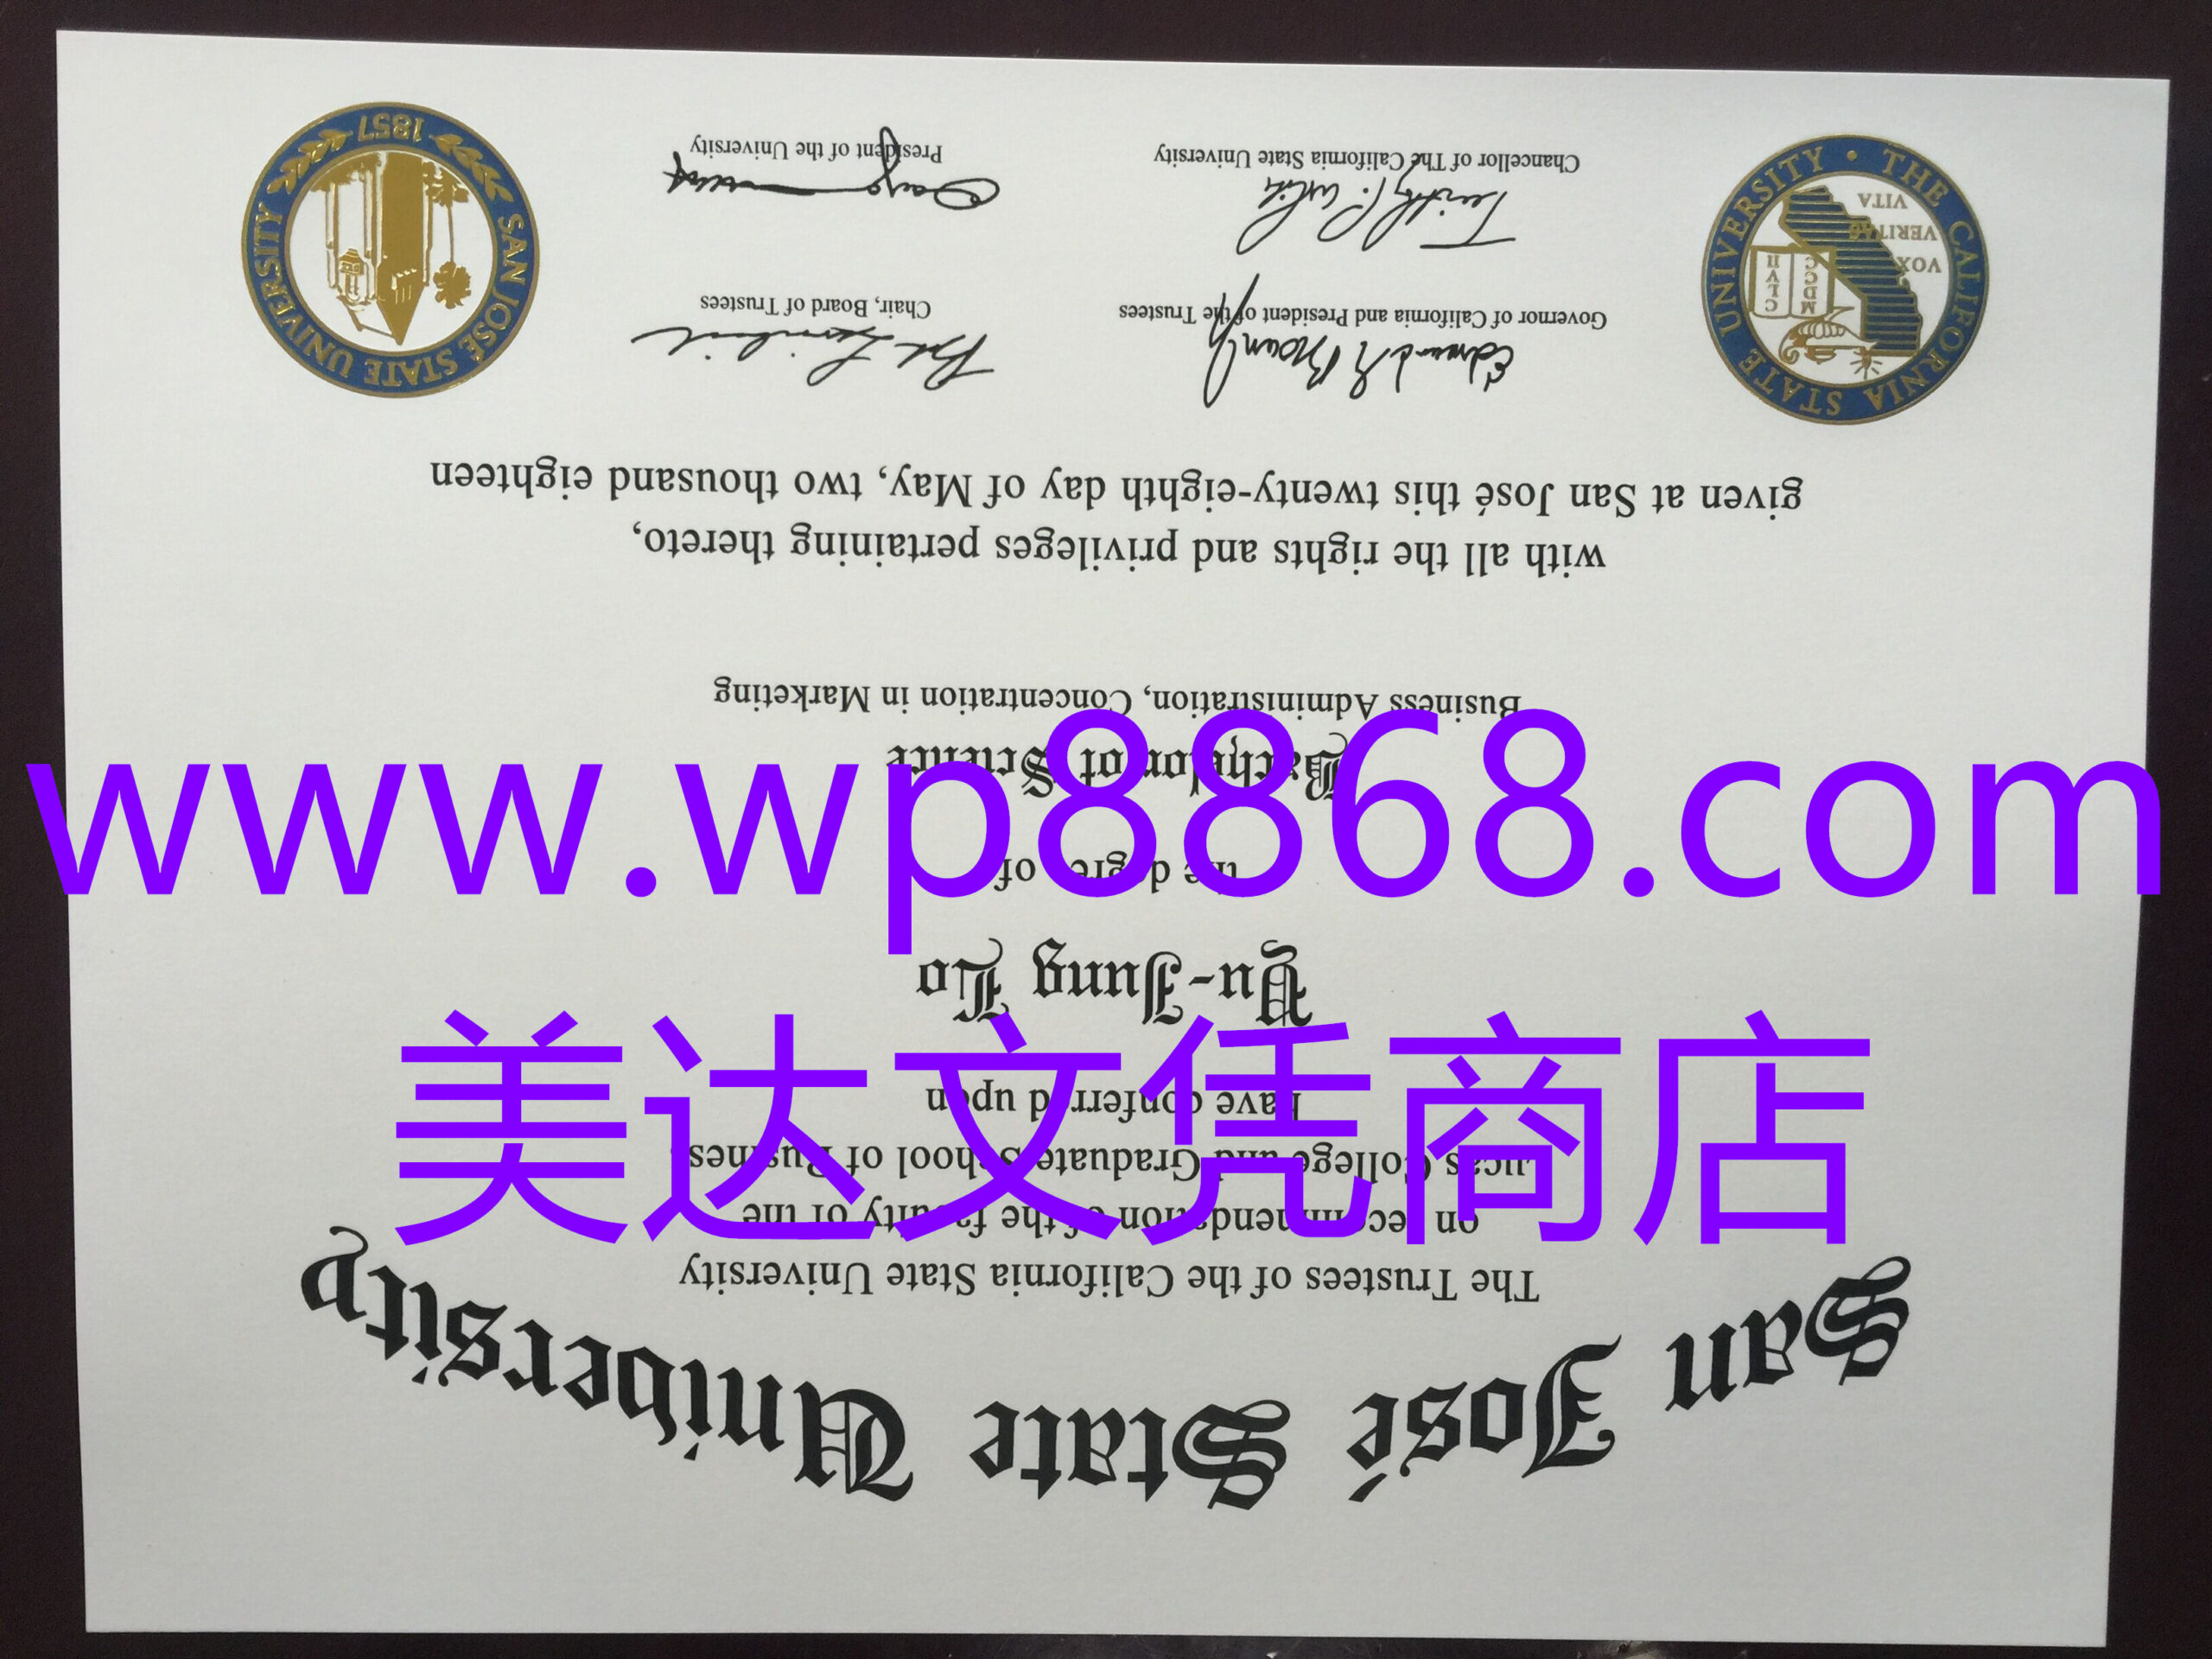 San José State University
The Trustees of the California State University
on recommendation of the faculty of the
Lucas College and Graduate School of Business
have conferred upon
Yu-Jung Lo
the degree of
Bachelor of Science
Business Administration, Concentration in Marketing
with all the rights and privileges pertaining thereto,
given at San José this twenty-eighth day of May, two thousand eighteen
Governor of California and President of the Trustees
Chair, Board of Trustees
Chancellor of The California State University
President of the University
THE CALIFORNIA STATE UNIVERSITY
VOX
VERITAS
VITA
MDCCCLVII
SAN JOSÉ STATE UNIVERSITY
1857
www.wp8868.com
美达文凭商店